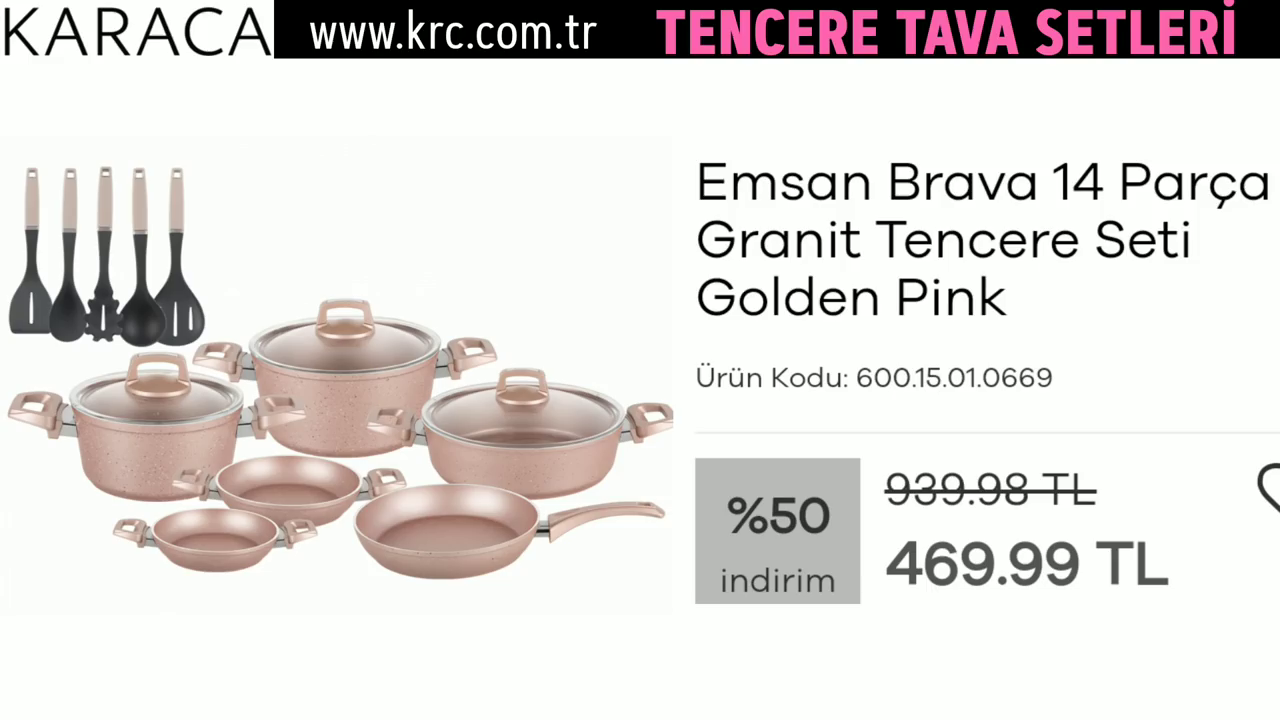 KARACA
www.krc.com.tr
TENCERE TAVA SETLERİ
Emsan Brava 14 Parça
Granit Tencere Seti
Golden Pink
Ürün Kodu: 600.15.01.0669
%50
indirim
939.98 TL
469.99 TL